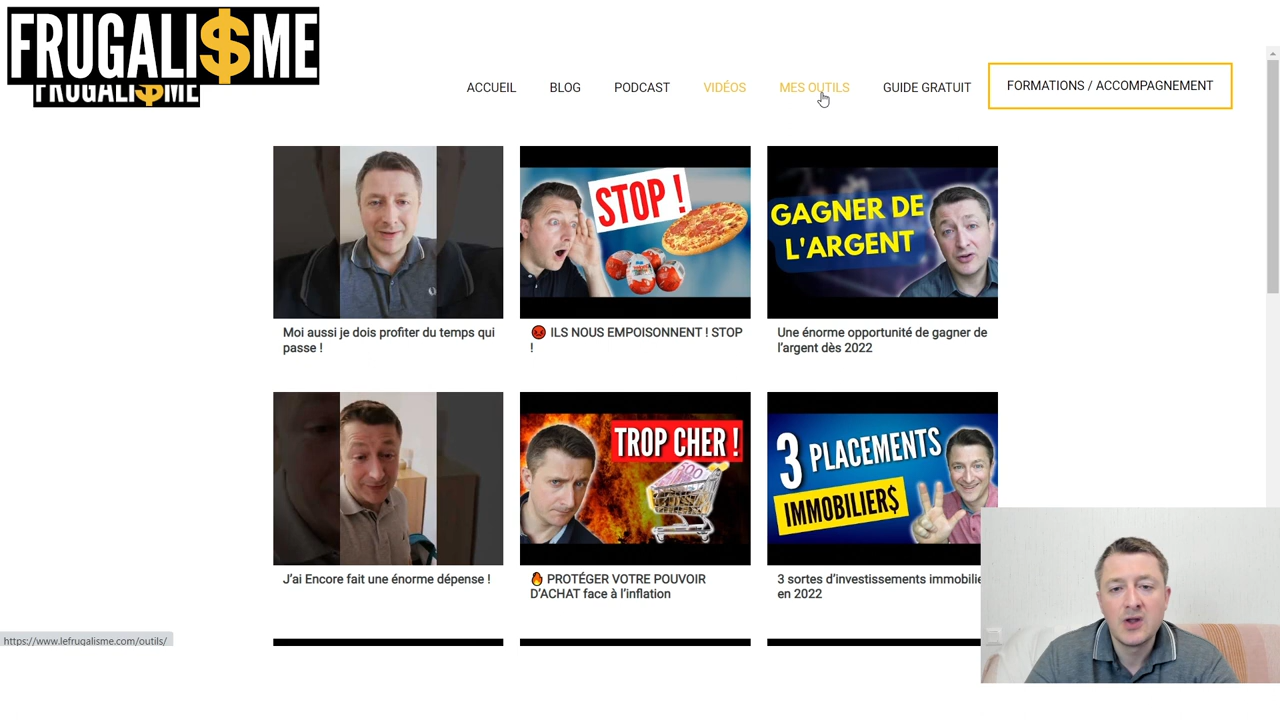 FRUGALI$ME
FRUGALI$ME
ACCUEIL BLOG PODCAST VIDÉOS MES OUTILS GUIDE GRATUIT FORMATIONS / ACCOMPAGNEMENT
STOP !
GAGNER DE
L'ARGENT
Moi aussi je dois profiter du temps qui
passe !
ILS NOUS EMPOISONNENT ! STOP
!
Une énorme opportunité de gagner de
l’argent dès 2022
TROP CHER !
500
3 PLACEMENTS
IMMOBILIER$
J’ai Encore fait une énorme dépense !
PROTÉGER VOTRE POUVOIR
D’ACHAT face à l’inflation
3 sortes d’investissements immobilie
en 2022
https://www.lefrugalisme.com/outils/